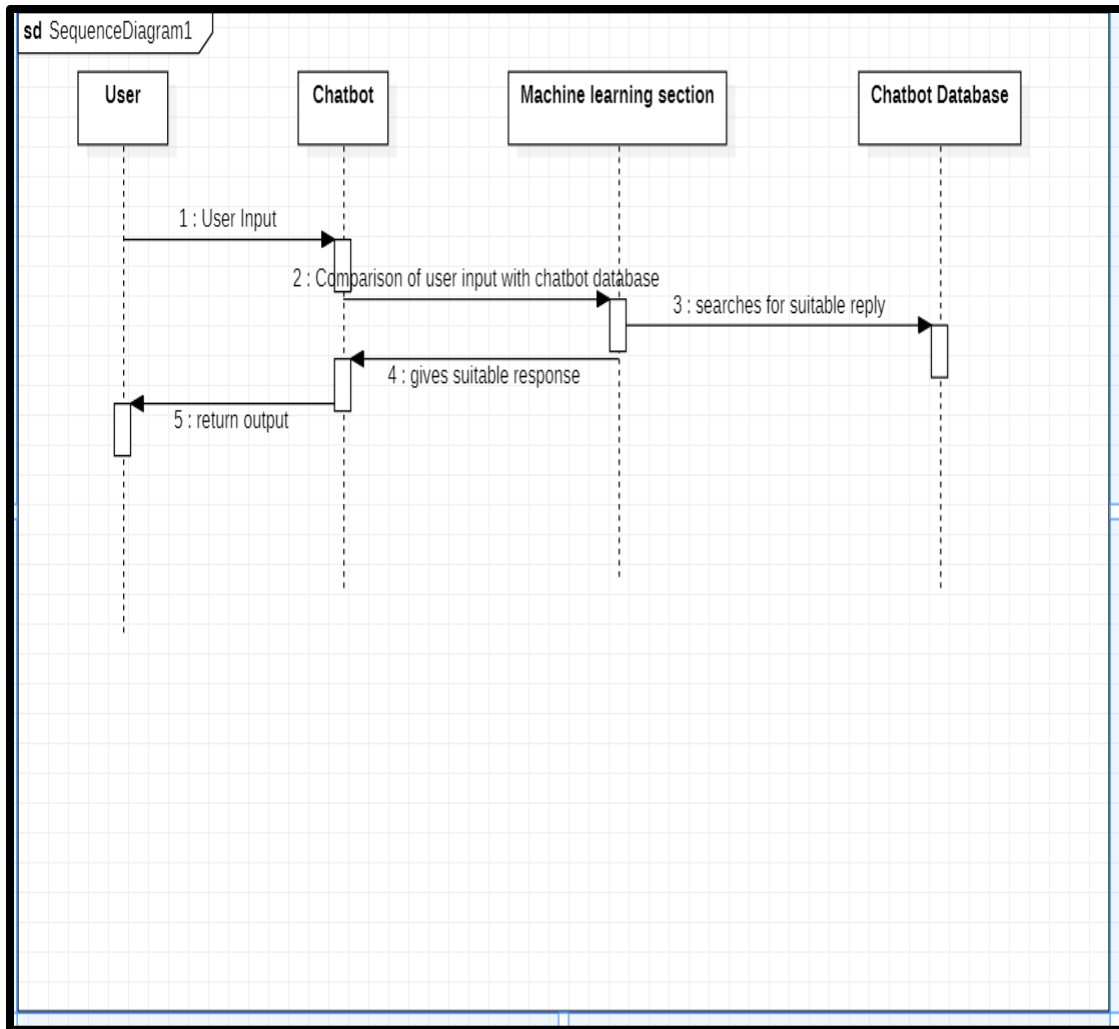 sd SequenceDiagram1
User
Chatbot
Machine learning section
Chatbot Database
1 : User Input
2 : Comparison of user input with chatbot database
3 : searches for suitable reply
4 : gives suitable response
5 : return output